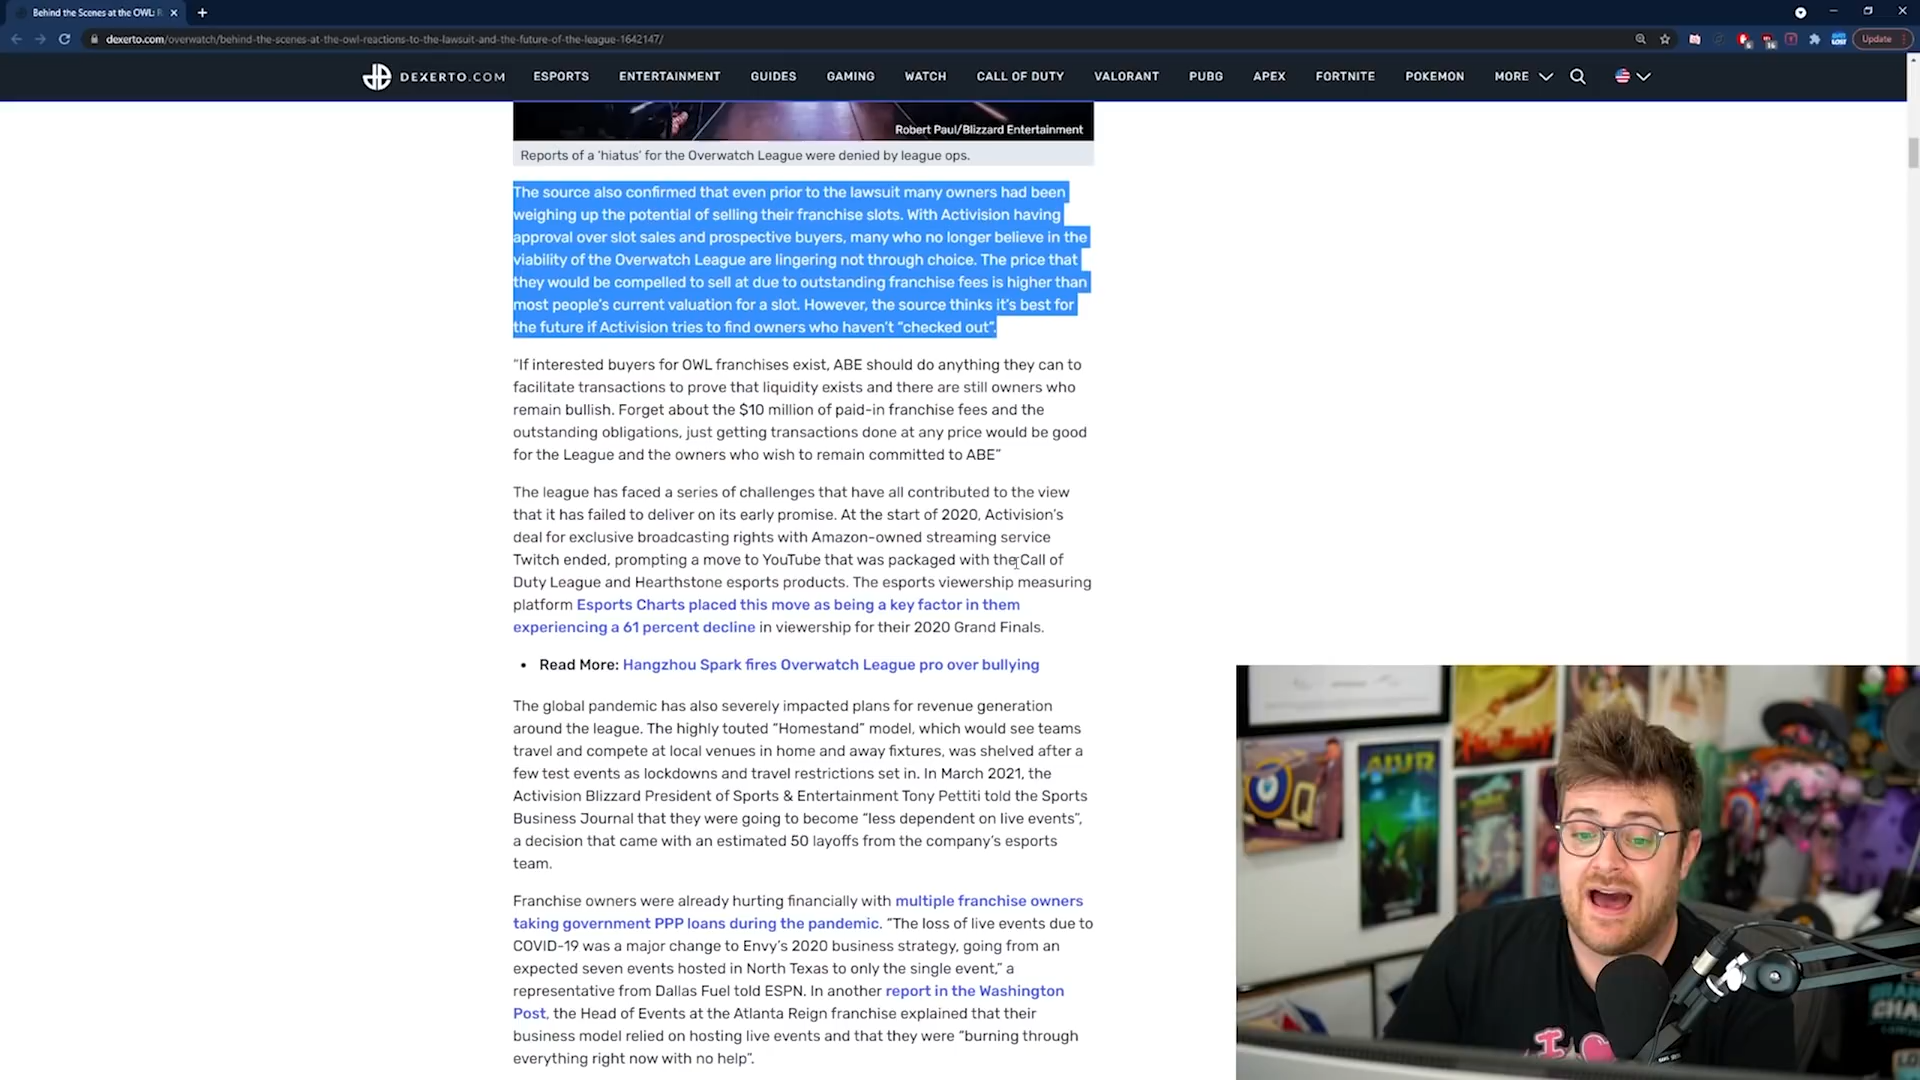 Behind the Scenes at the OWL: R
dexerto.com/overwatch/behind-the-scenes-at-the-owl-reactions-to-the-lawsuit-and-the-future-of-the-league-1642147/
Update
DEXERTO.COM ESPORTS ENTERTAINMENT GUIDES GAMING WATCH CALL OF DUTY VALORANT PUBG APEX FORTNITE POKEMON MORE
Robert Paul/Blizzard Entertainment
Reports of a ‘hiatus’ for the Overwatch League were denied by league ops.
The source also confirmed that even prior to the lawsuit many owners had been
weighing up the potential of selling their franchise slots. With Activision having
approval over slot sales and prospective buyers, many who no longer believe in the
viability of the Overwatch League are lingering not through choice. The price that
they would be compelled to sell at due to outstanding franchise fees is higher than
most people’s current valuation for a slot. However, the source thinks it’s best for
the future if Activision tries to find owners who haven’t “checked out”.
“If interested buyers for OWL franchises exist, ABE should do anything they can to
facilitate transactions to prove that liquidity exists and there are still owners who
remain bullish. Forget about the $10 million of paid-in franchise fees and the
outstanding obligations, just getting transactions done at any price would be good
for the League and the owners who wish to remain committed to ABE”
The league has faced a series of challenges that have all contributed to the view
that it has failed to deliver on its early promise. At the start of 2020, Activision’s
deal for exclusive broadcasting rights with Amazon-owned streaming service
Twitch ended, prompting a move to YouTube that was packaged with the Call of
Duty League and Hearthstone esports products. The esports viewership measuring
platform Esports Charts placed this move as being a key factor in them
experiencing a 61 percent decline in viewership for their 2020 Grand Finals.
• Read More: Hangzhou Spark fires Overwatch League pro over bullying
The global pandemic has also severely impacted plans for revenue generation
around the league. The highly touted “Homestand” model, which would see teams
travel and compete at local venues in home and away fixtures, was shelved after a
few test events as lockdowns and travel restrictions set in. In March 2021, the
Activision Blizzard President of Sports & Entertainment Tony Pettiti told the Sports
Business Journal that they were going to become “less dependent on live events”,
a decision that came with an estimated 50 layoffs from the company’s esports
team.
Franchise owners were already hurting financially with multiple franchise owners
taking government PPP loans during the pandemic. “The loss of live events due to
COVID-19 was a major change to Envy’s 2020 business strategy, going from an
expected seven events hosted in North Texas to only the single event,” a
representative from Dallas Fuel told ESPN. In another report in the Washington
Post, the Head of Events at the Atlanta Reign franchise explained that their
business model relied on hosting live events and that they were “burning through
everything right now with no help”.
I